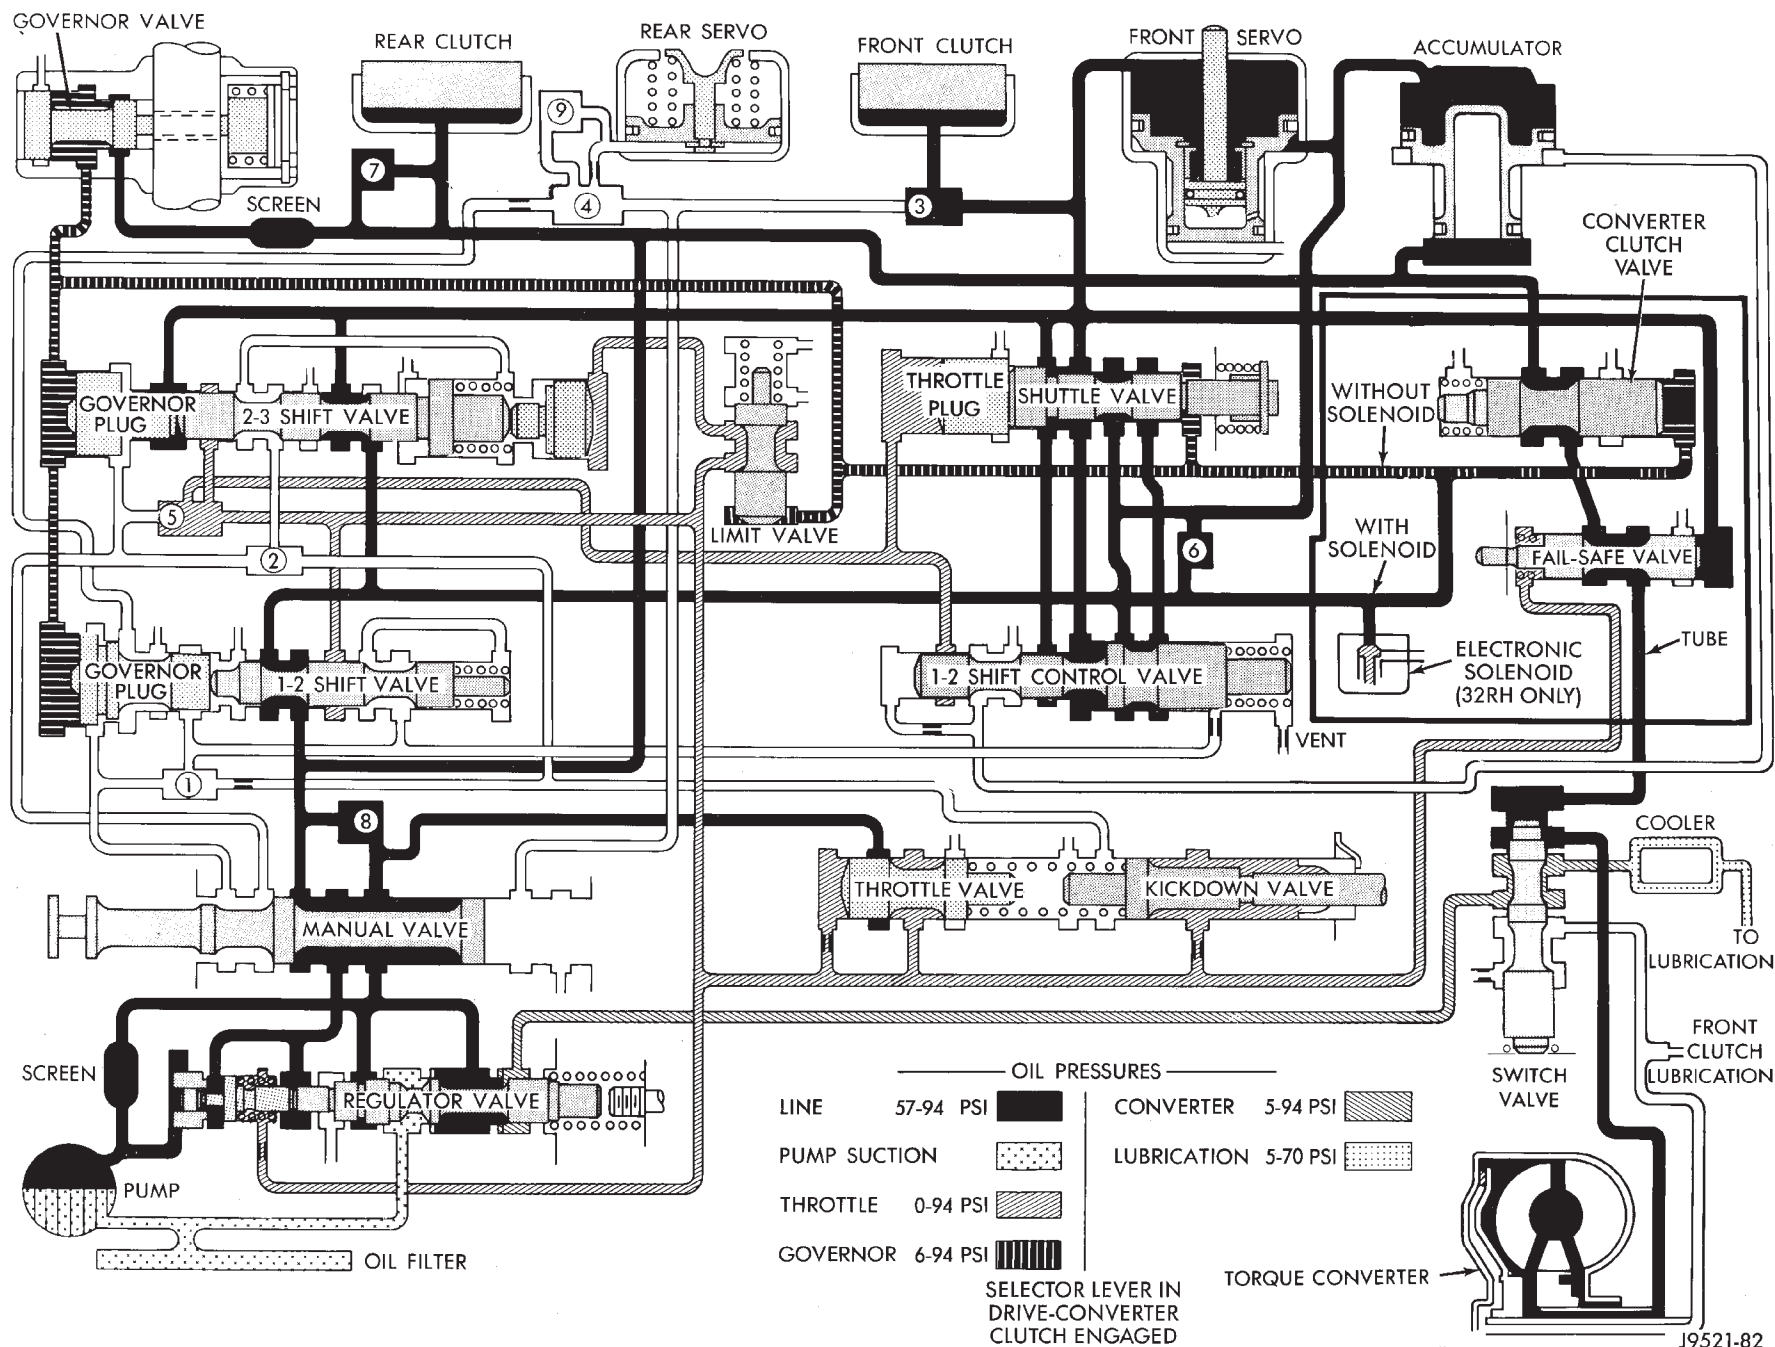 GOVERNOR VALVE
REAR CLUTCH
REAR SERVO
FRONT CLUTCH
FRONT SERVO
ACCUMULATOR
9
7
SCREEN
4
3
CONVERTER
CLUTCH
VALVE
GOVERNOR
PLUG
2-3 SHIFT VALVE
THROTTLE
PLUG
SHUTTLE VALVE
WITHOUT
SOLENOID
5
LIMIT VALVE
2
6
WITH
SOLENOID
FAIL-SAFE VALVE
GOVERNOR
PLUG
1-2 SHIFT VALVE
1-2 SHIFT CONTROL VALVE
ELECTRONIC
SOLENOID
(32RH ONLY)
TUBE
VENT
1
8
COOLER
THROTTLE VALVE
KICKDOWN VALVE
MANUAL VALVE
TO
LUBRICATION
SCREEN
REGULATOR VALVE
SWITCH
VALVE
FRONT
CLUTCH
LUBRICATION
OIL PRESSURES
LINE 57-94 PSI
CONVERTER 5-94 PSI
PUMP SUCTION
LUBRICATION 5-70 PSI
THROTTLE 0-94 PSI
GOVERNOR 6-94 PSI
PUMP
OIL FILTER
SELECTOR LEVER IN
DRIVE-CONVERTER
CLUTCH ENGAGED
TORQUE CONVERTER
J9521-82